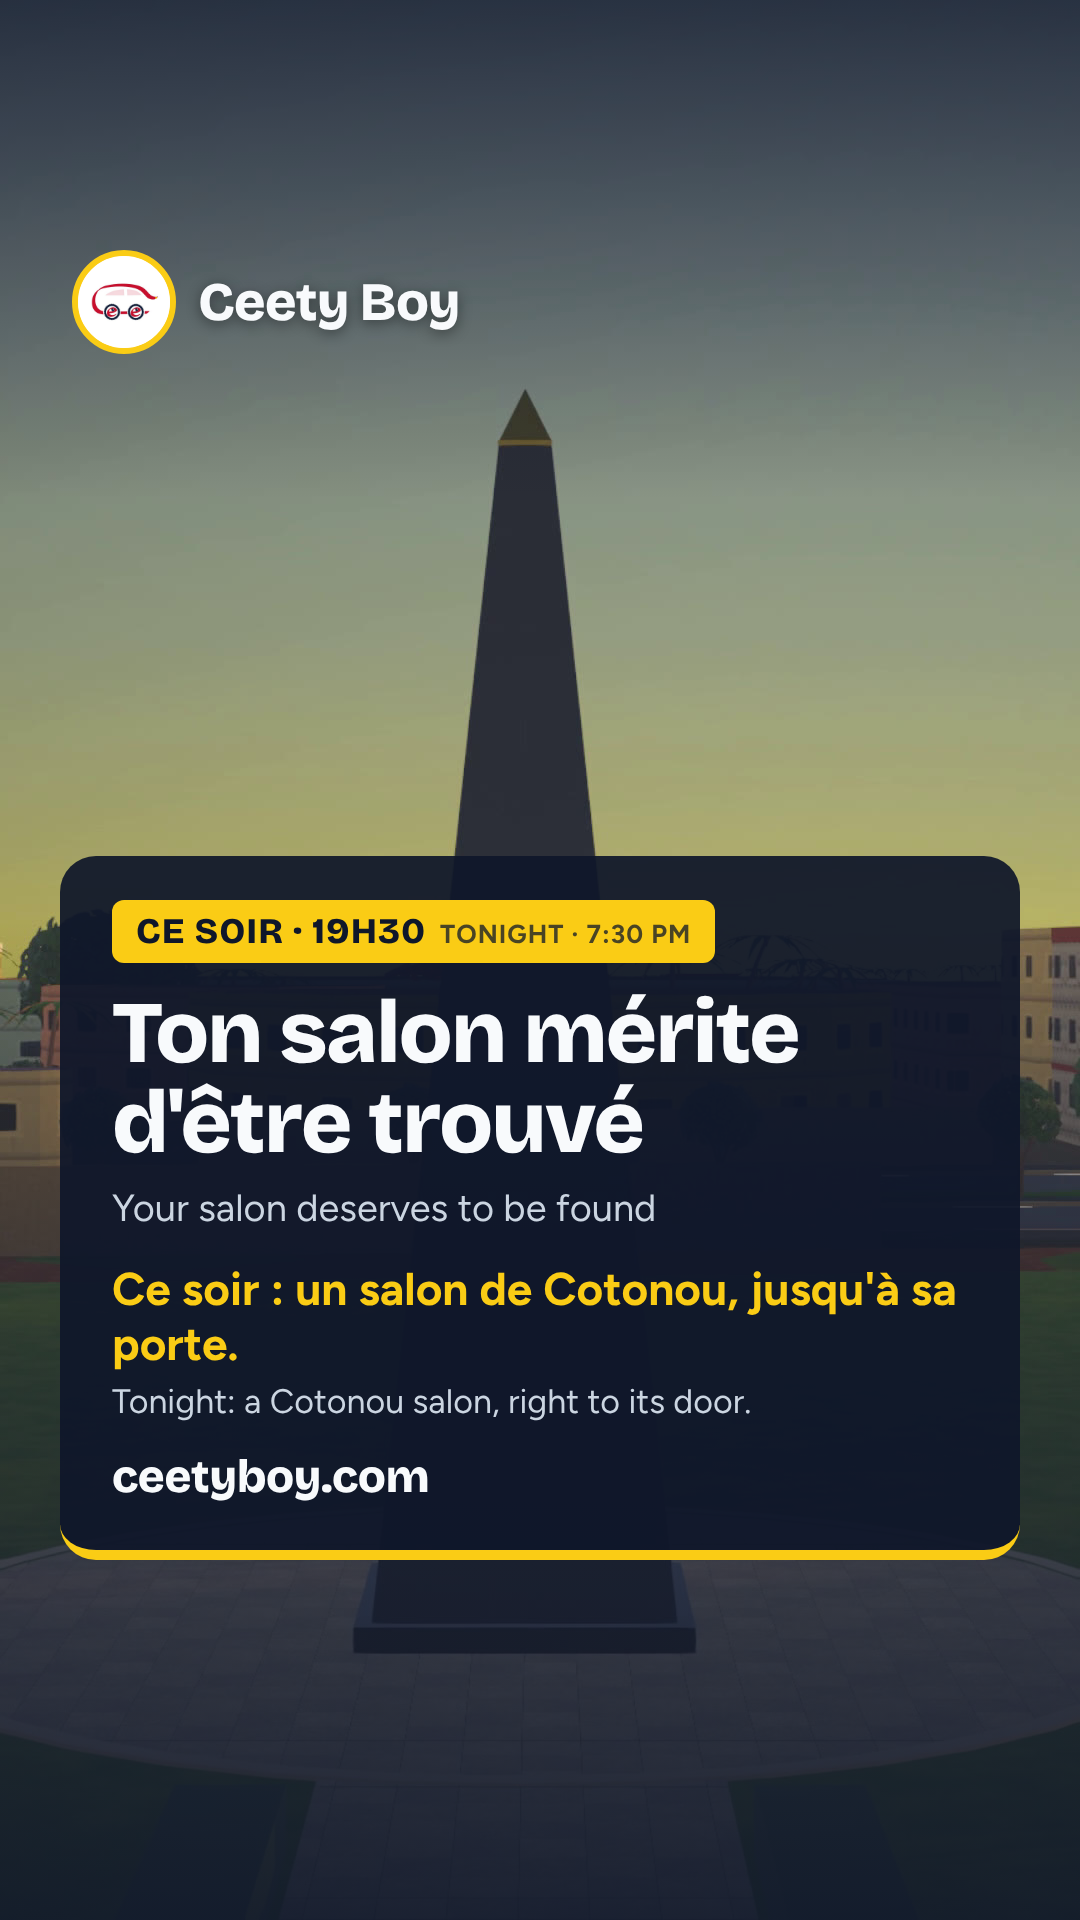 Ceety Boy
CE SOIR · 19H30 TONIGHT · 7:30 PM
Ton salon mérite
d'être trouvé
Your salon deserves to be found
Ce soir : un salon de Cotonou, jusqu'à sa
porte.
Tonight: a Cotonou salon, right to its door.
ceetyboy.com